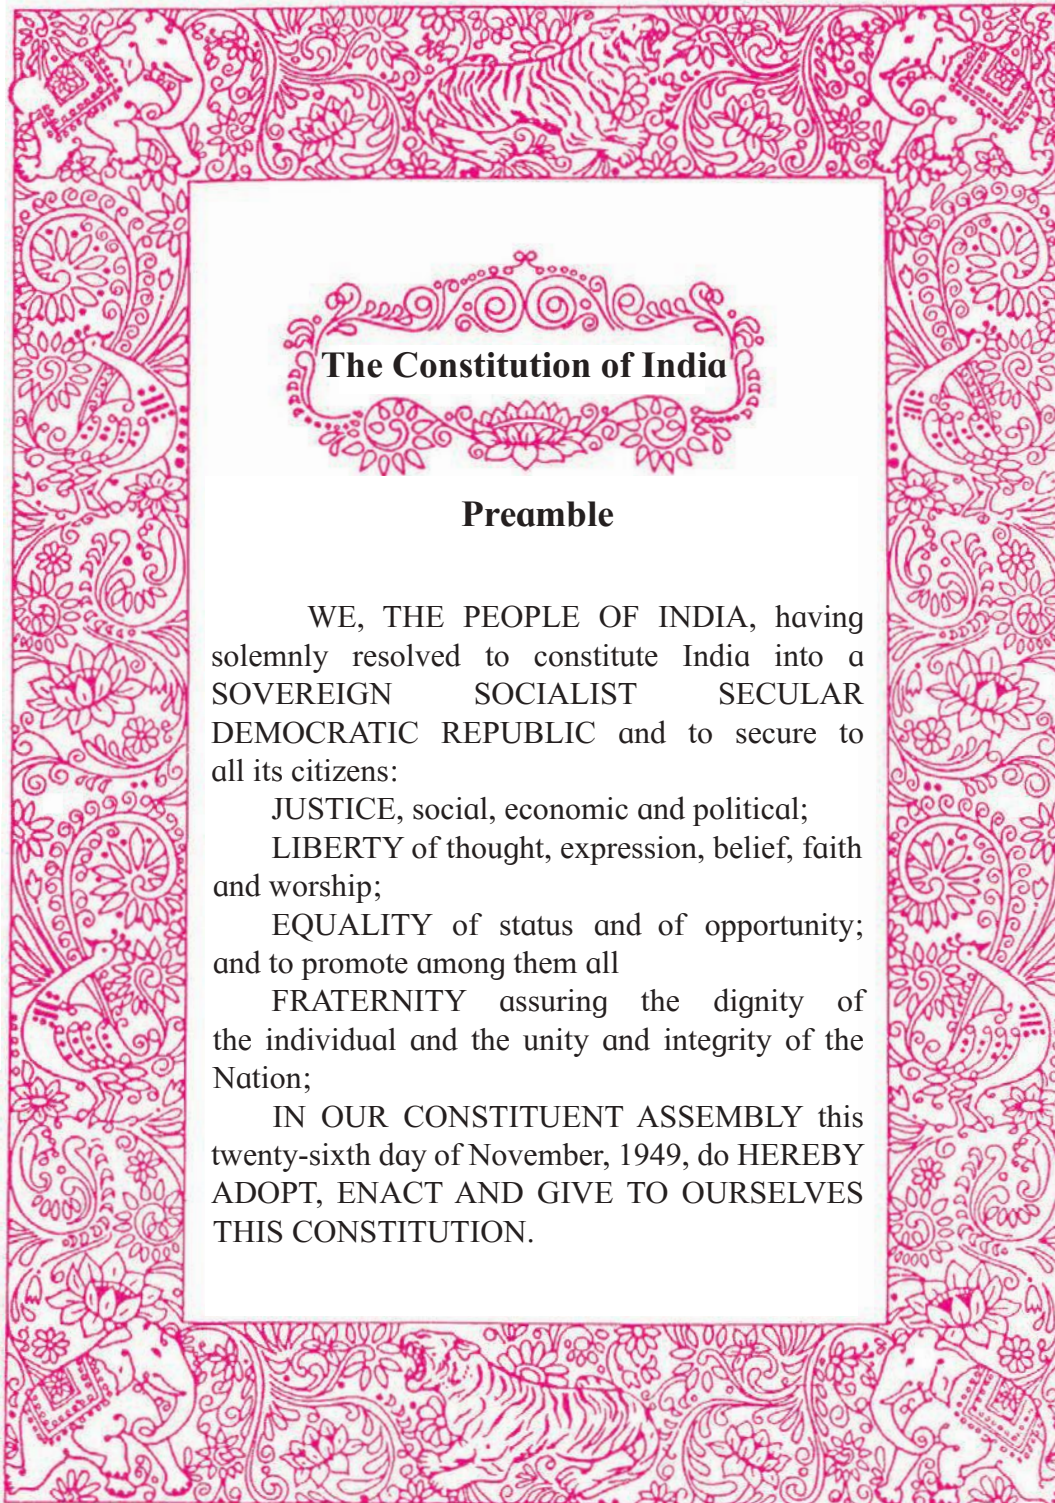 The Constitution of India
Preamble
WE, THE PEOPLE OF INDIA, having
solemnly resolved to constitute India into a
SOVEREIGN SOCIALIST SECULAR
DEMOCRATIC REPUBLIC and to secure to
all its citizens:
JUSTICE, social, economic and political;
LIBERTY of thought, expression, belief, faith
and worship;
EQUALITY of status and of opportunity;
and to promote among them all
FRATERNITY assuring the dignity of
the individual and the unity and integrity of the
Nation;
IN OUR CONSTITUENT ASSEMBLY this
twenty-sixth day of November, 1949, do HEREBY
ADOPT, ENACT AND GIVE TO OURSELVES
THIS CONSTITUTION.